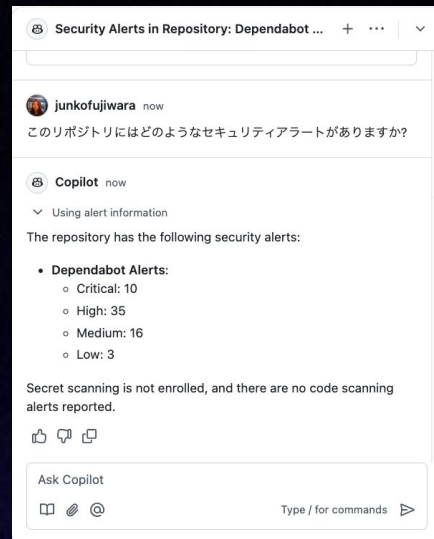 Security Alerts in Repository: Dependabot ...
junkofujiwara now
このリポジトリにはどのようなセキュリティアラートがありますか?
Copilot now
Using alert information
The repository has the following security alerts:
• Dependabot Alerts:
Critical: 10
High: 35
Medium: 16
Low: 3
Secret scanning is not enrolled, and there are no code scanning
alerts reported.
Ask Copilot
Type / for commands